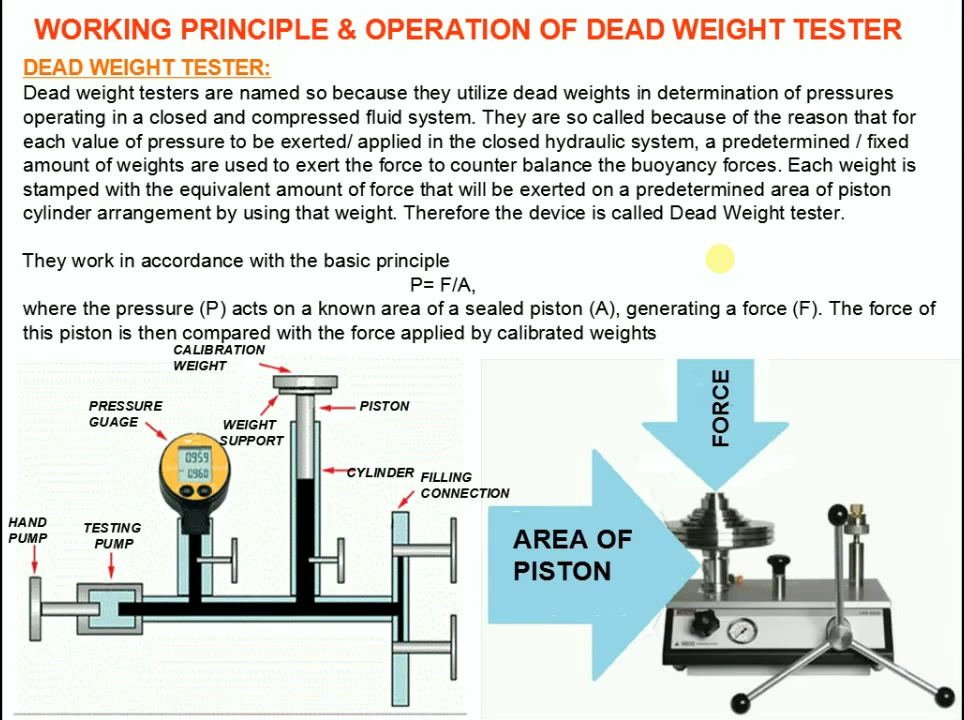 WORKING PRINCIPLE & OPERATION OF DEAD WEIGHT TESTER
DEAD WEIGHT TESTER:
Dead weight testers are named so because they utilize dead weights in determination of pressures
operating in a closed and compressed fluid system. They are so called because of the reason that for
each value of pressure to be exerted/ applied in the closed hydraulic system, a predetermined / fixed
amount of weights are used to exert the force to counter balance the buoyancy forces. Each weight is
stamped with the equivalent amount of force that will be exerted on a predetermined area of piston
cylinder arrangement by using that weight. Therefore the device is called Dead Weight tester.
They work in accordance with the basic principle
P= F/A,
where the pressure (P) acts on a known area of a sealed piston (A), generating a force (F). The force of
this piston is then compared with the force applied by calibrated weights
CALIBRATION
WEIGHT
PRESSURE
GUAGE
WEIGHT
SUPPORT
PISTON
CYLINDER
FILLING
CONNECTION
0959
0960
HAND
PUMP
TESTING
PUMP
FORCE
AREA OF
PISTON